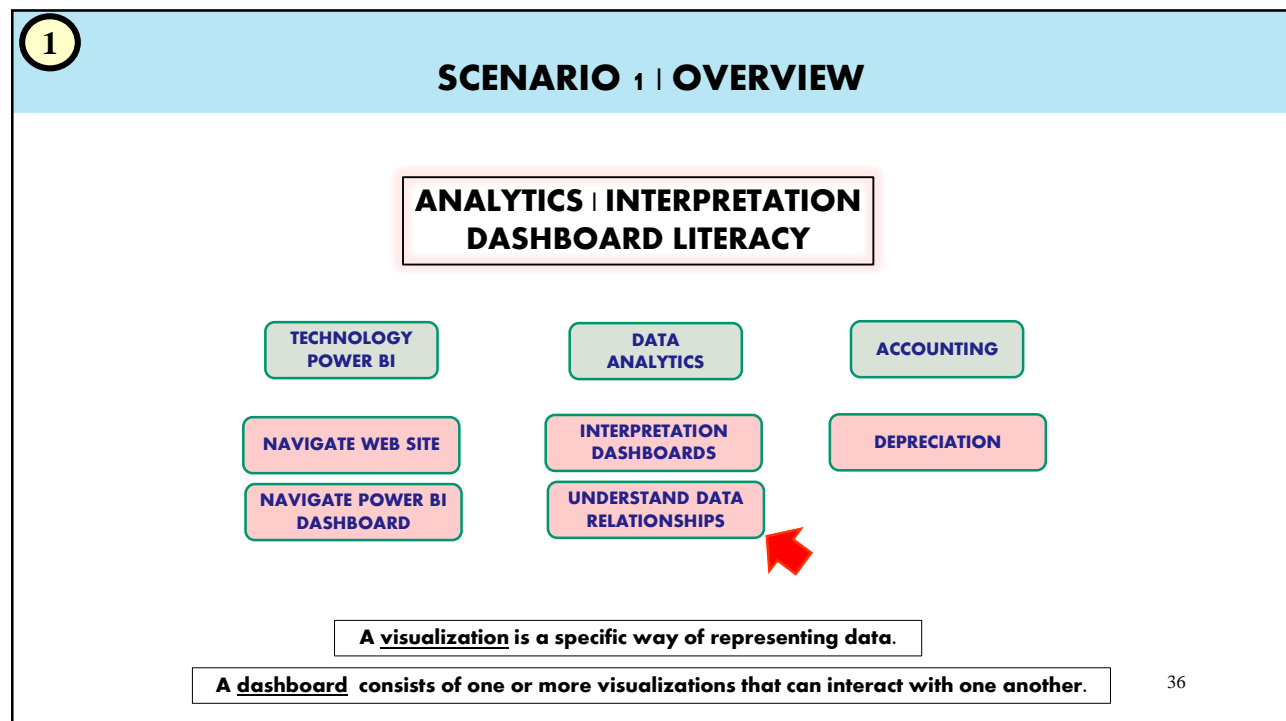 1
SCENARIO 1 | OVERVIEW
ANALYTICS | INTERPRETATION
DASHBOARD LITERACY
TECHNOLOGY
POWER BI
DATA
ANALYTICS
ACCOUNTING
NAVIGATE WEB SITE
INTERPRETATION
DASHBOARDS
DEPRECIATION
NAVIGATE POWER BI
DASHBOARD
UNDERSTAND DATA
RELATIONSHIPS
A visualization is a specific way of representing data.
A dashboard consists of one or more visualizations that can interact with one another.
36